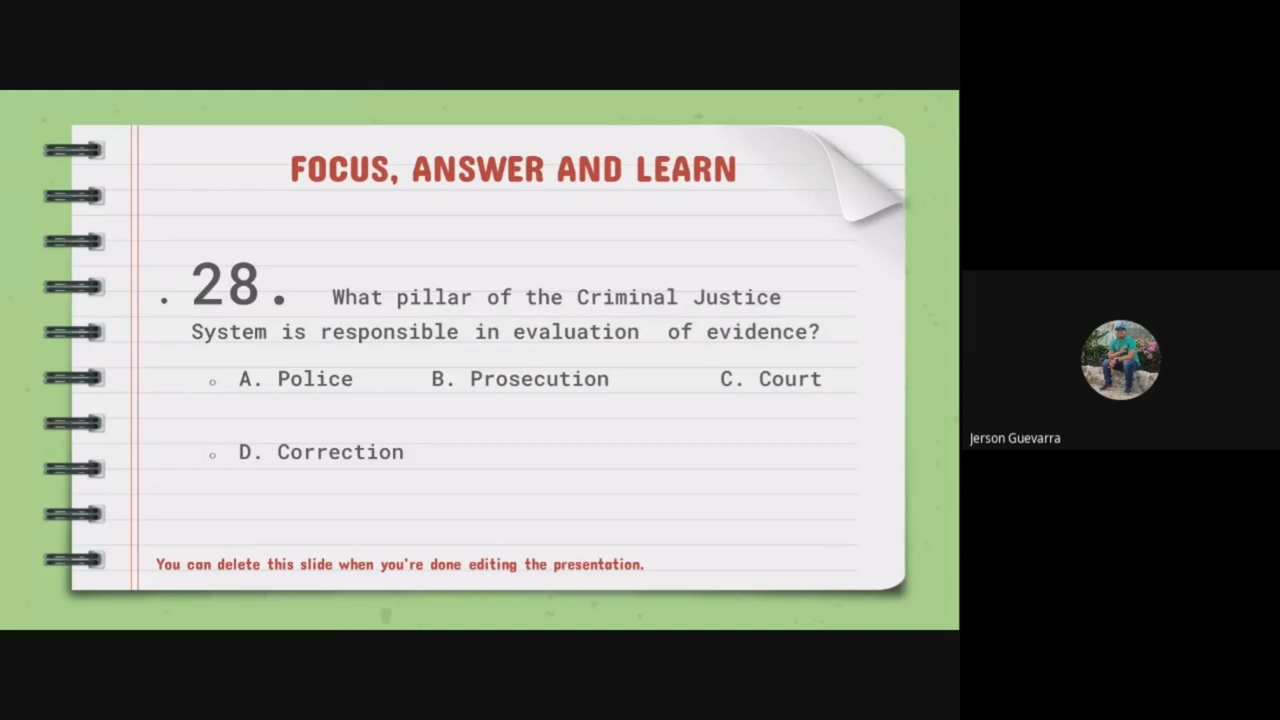 FOCUS, ANSWER AND LEARN
. 28. What pillar of the Criminal Justice
System is responsible in evaluation of evidence?
A. Police B. Prosecution C. Court
D. Correction
You can delete this slide when you're done editing the presentation.
Jerson Guevarra